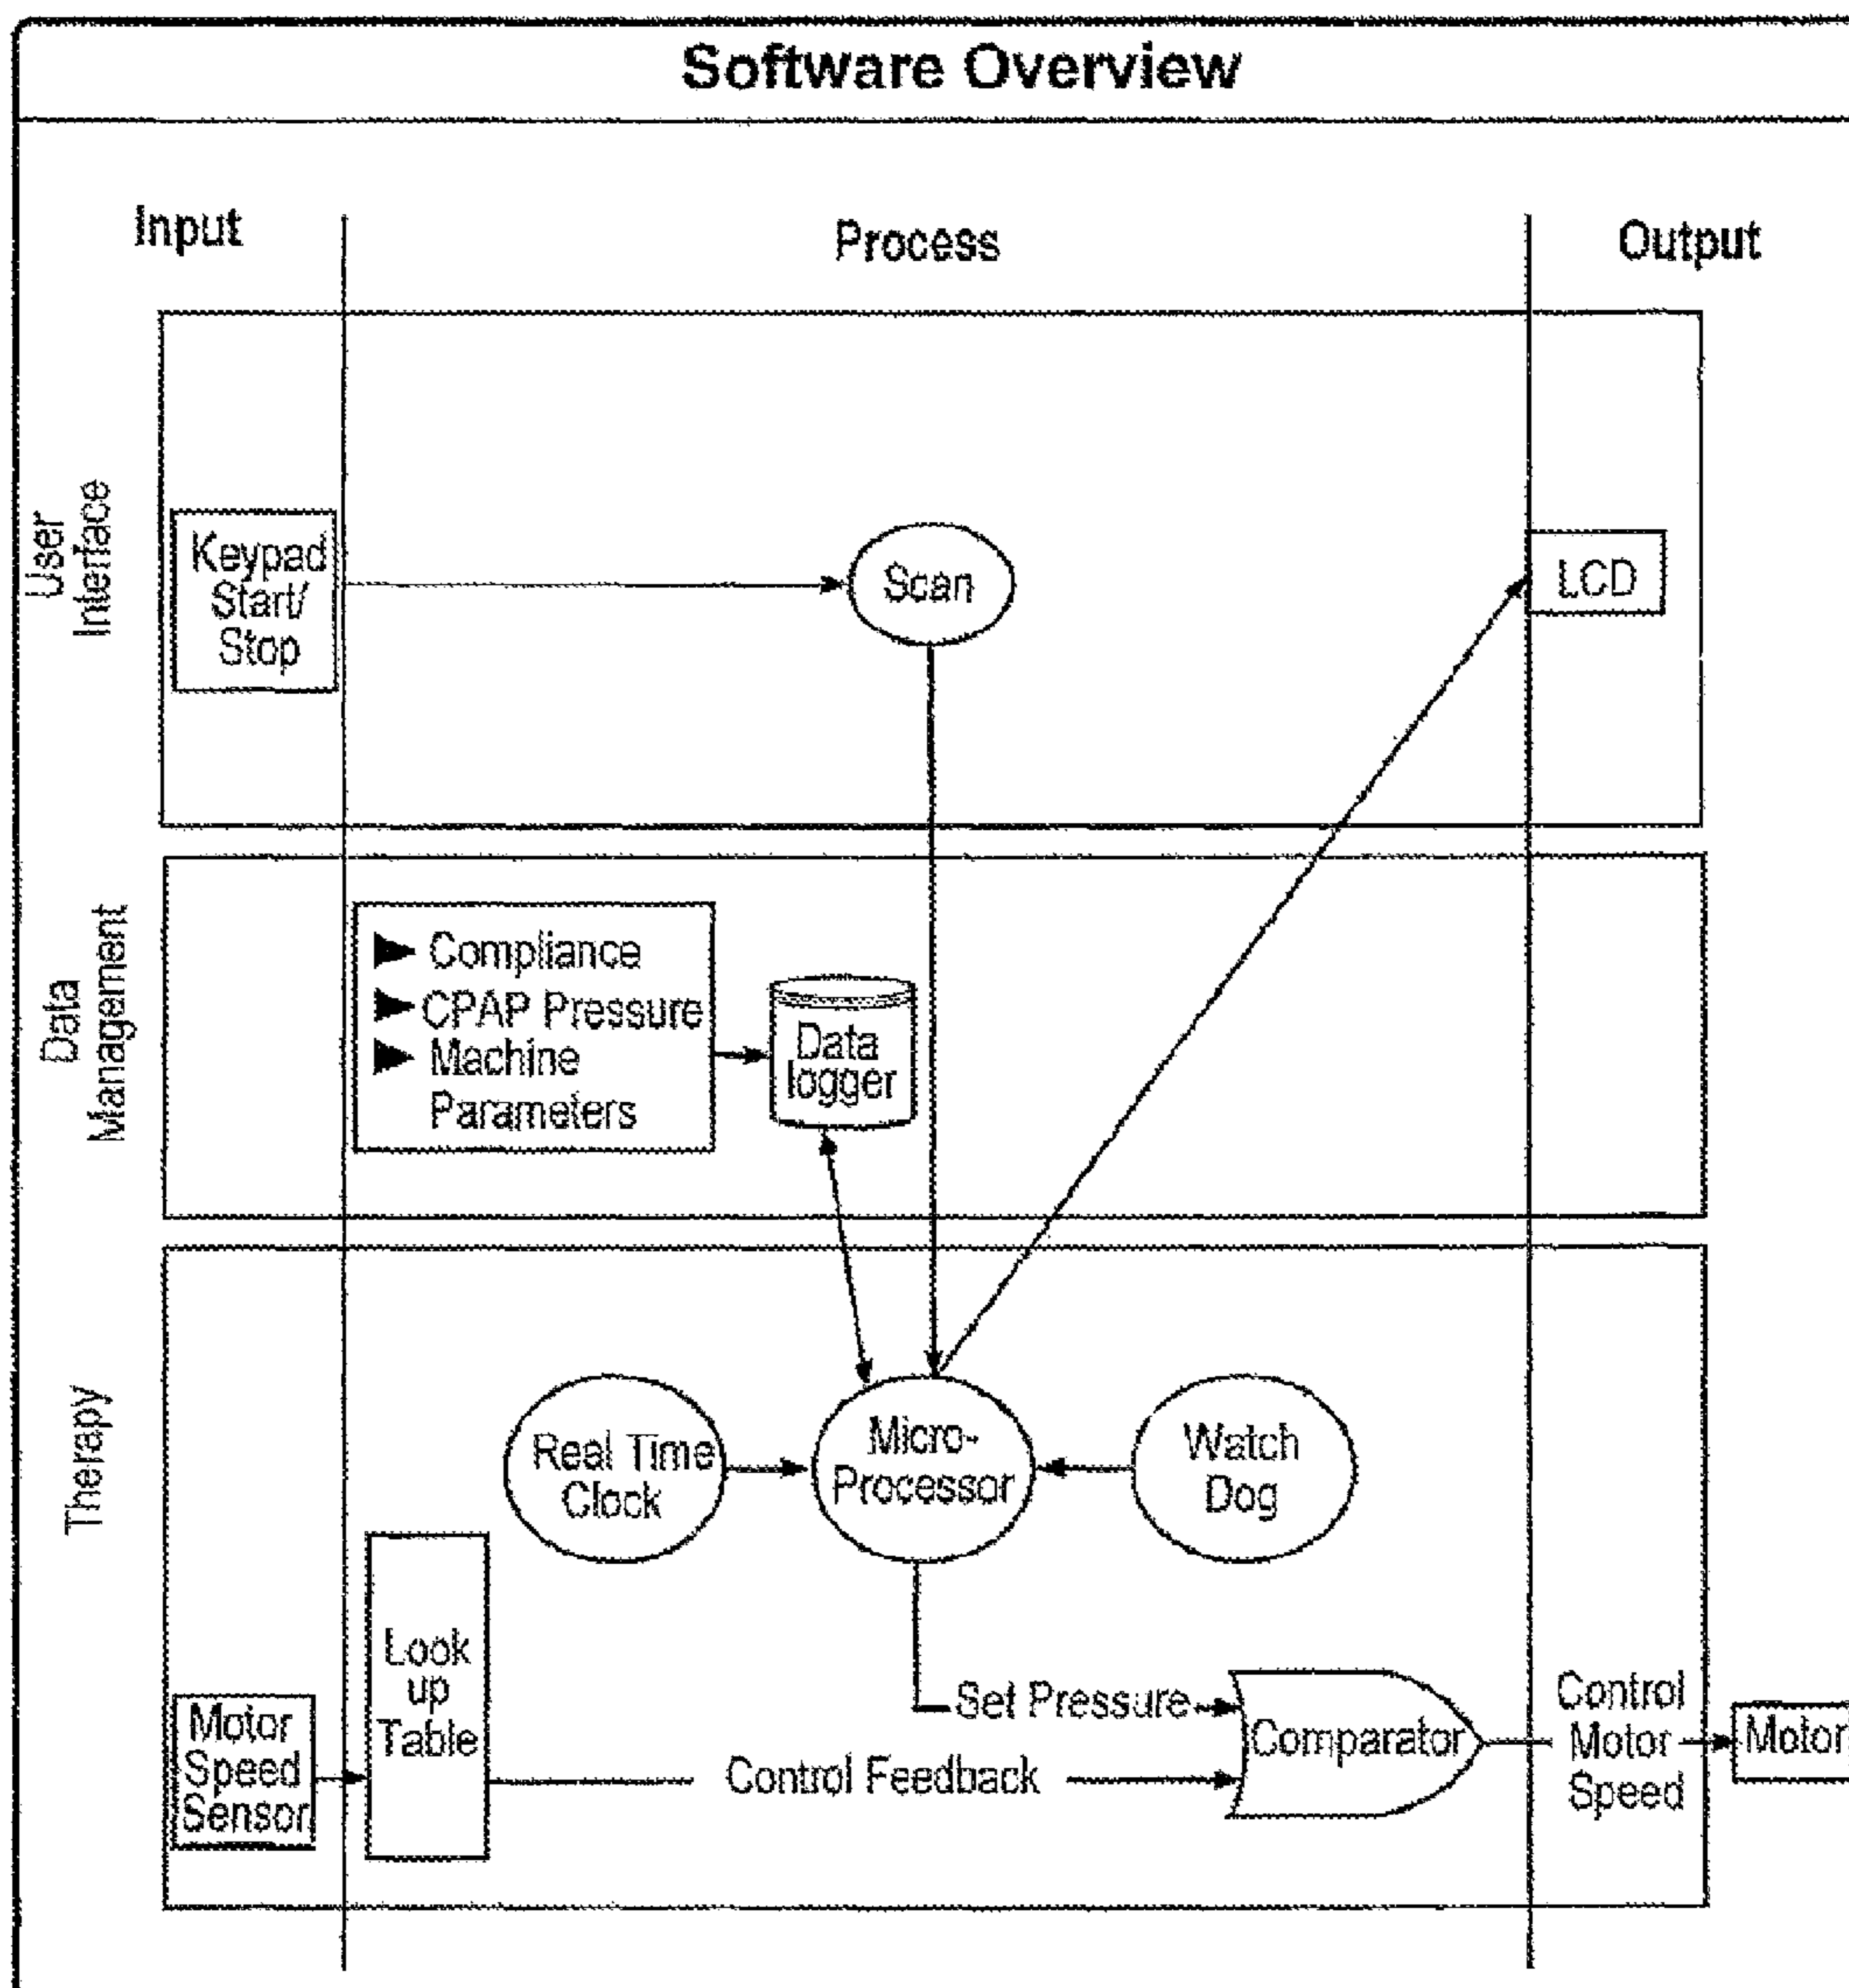 Software Overview
Input
Process
Output
User
Interface
Keypad
Start/
Stop
Scan
LCD
Data
Management
Compliance
CPAP Pressure
Machine
Parameters
Data
logger
Therapy
Real Time
Clock
Micro-
Processor
Watch
Dog
Look
up
Table
Motor
Speed
Sensor
Set Pressure
Control Feedback
Comparator
Control
Motor
Speed
Motor